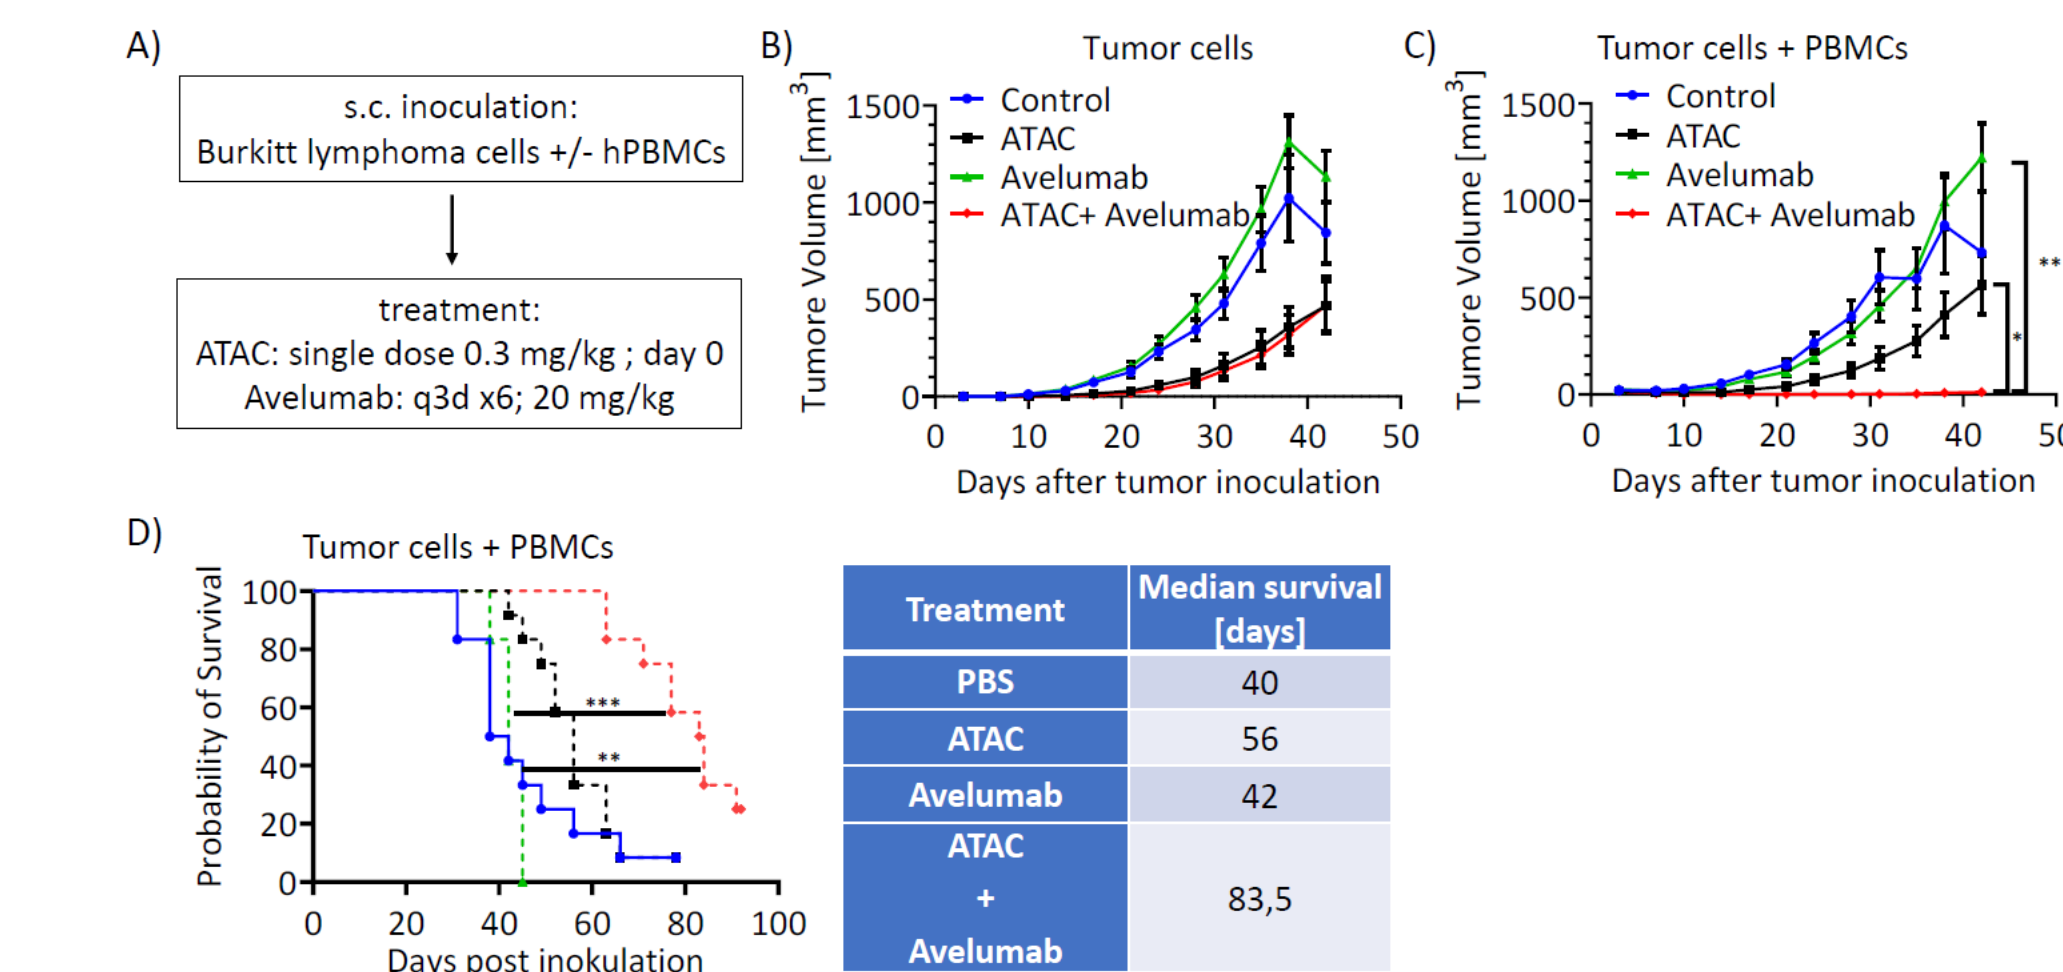 A)
s.c. inoculation:
Burkitt lymphoma cells +/- hPBMCs
treatment:
ATAC: single dose 0.3 mg/kg ; day 0
Avelumab: q3d x6; 20 mg/kg
B)
Tumor cells
Tumore Volume [mm³]
1500
1000
500
0
Control
ATAC
Avelumab
ATAC+ Avelumab
0 10 20 30 40 50
Days after tumor inoculation
C)
Tumor cells + PBMCs
Tumore Volume [mm³]
1500
1000
500
0
Control
ATAC
Avelumab
ATAC+ Avelumab
**
*
0 10 20 30 40 50
Days after tumor inoculation
D)
Tumor cells + PBMCs
Probability of Survival
100
80
60
40
20
0
***
**
0 20 40 60 80 100
Days post inokulation
Treatment Median survival
[days]
PBS 40
ATAC 56
Avelumab 42
ATAC
+ 83,5
Avelumab